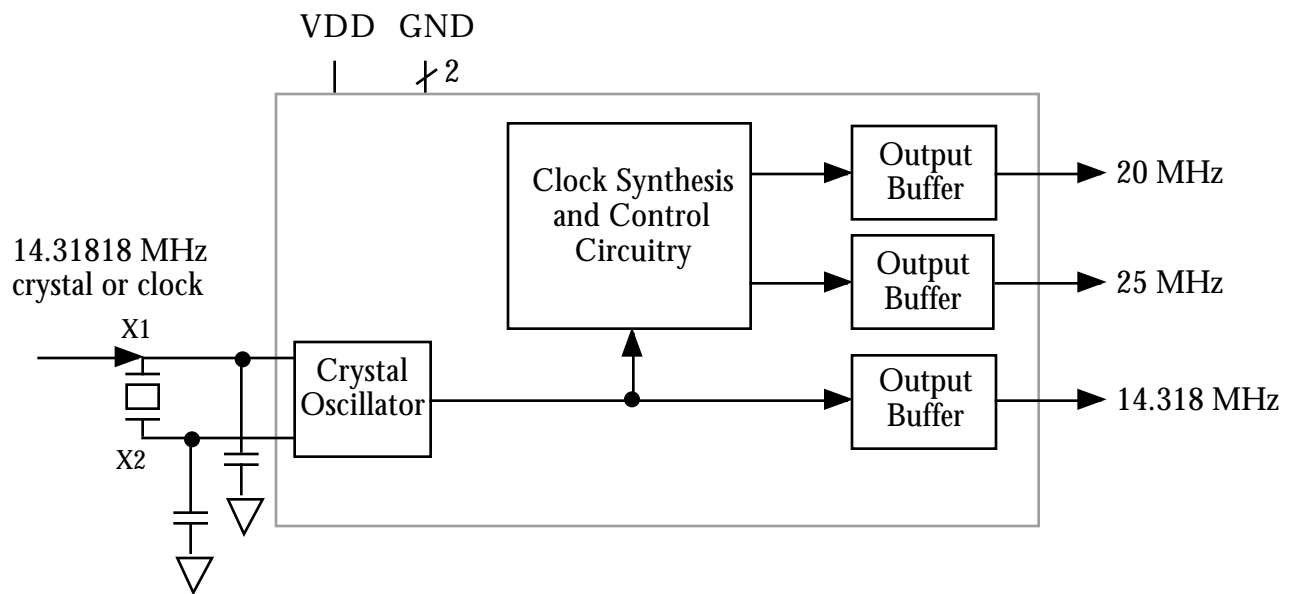 VDD GND
2
Clock Synthesis
and Control
Circuitry
Output
Buffer
20 MHz
Output
Buffer
25 MHz
14.31818 MHz
crystal or clock
X1
X2
Crystal
Oscillator
Output
Buffer
14.318 MHz